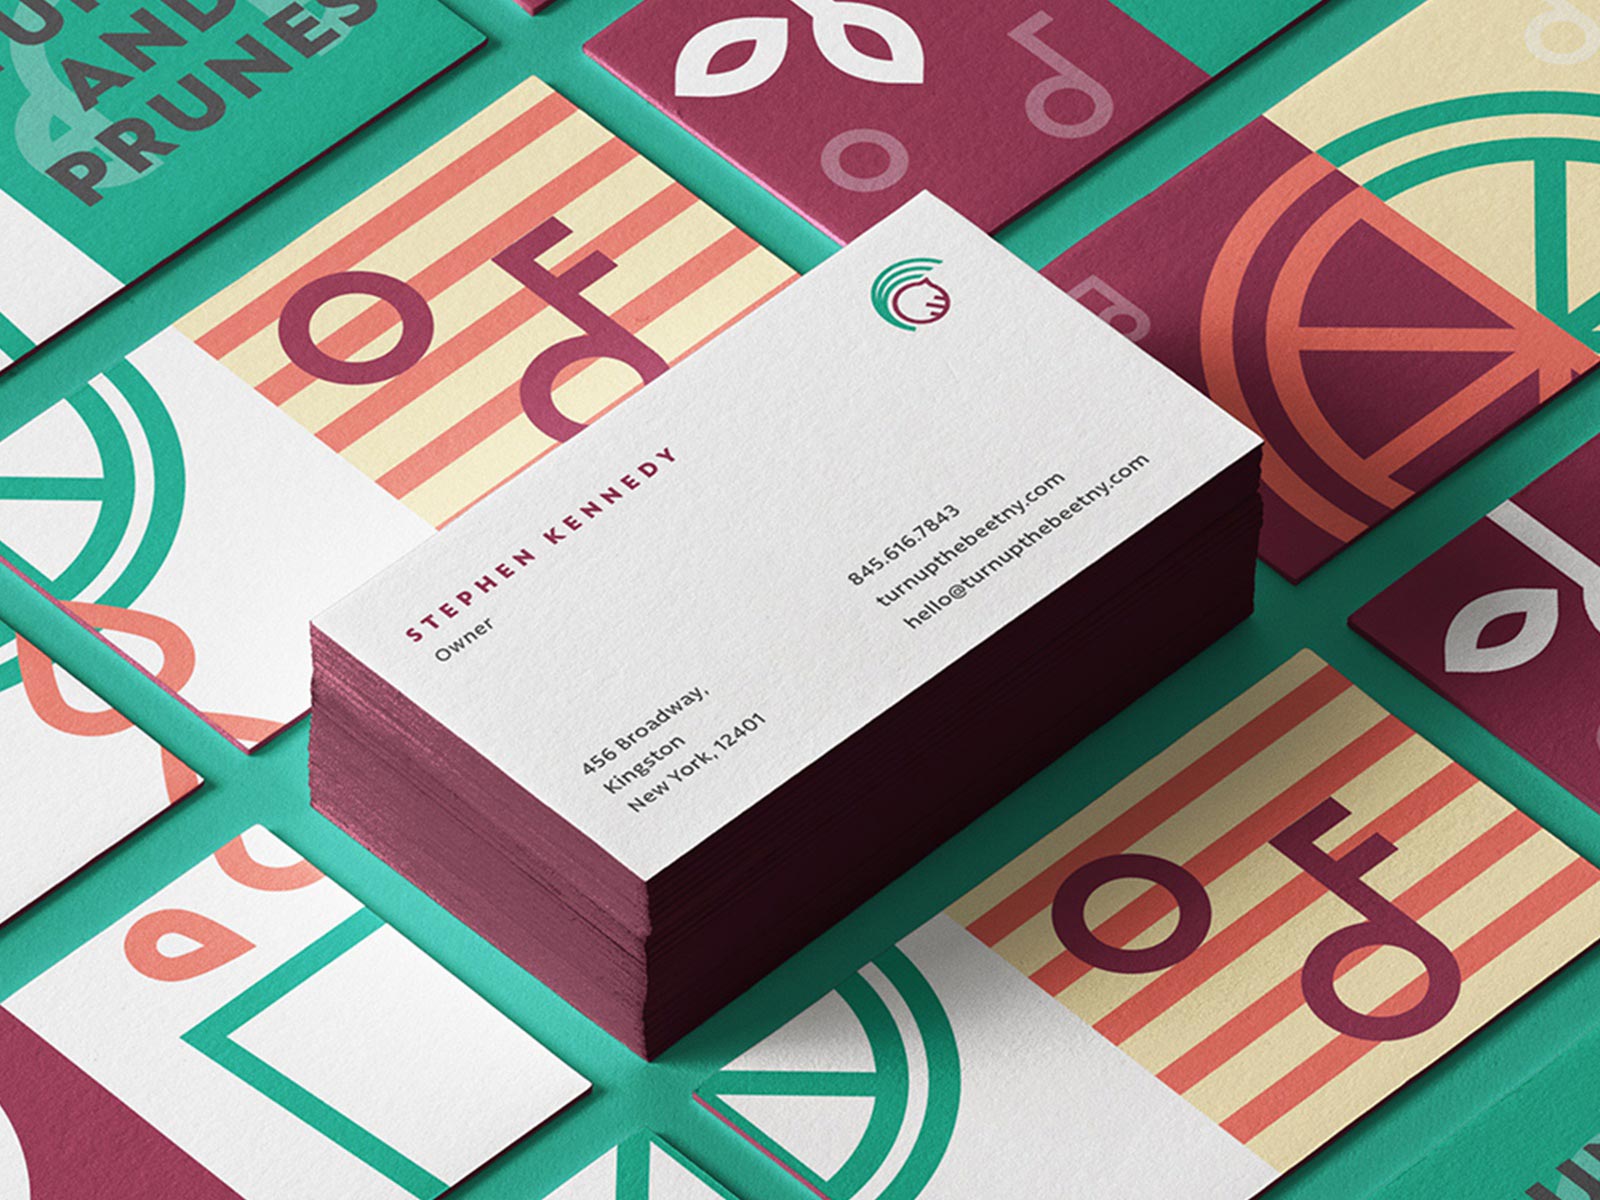 AND
PRUNES
STEPHEN KENNEDY
Owner
456 Broadway,
Kingston
New York, 12401
845.616.7843
turnupthebeetny.com
hello@turnupthebeetny.com